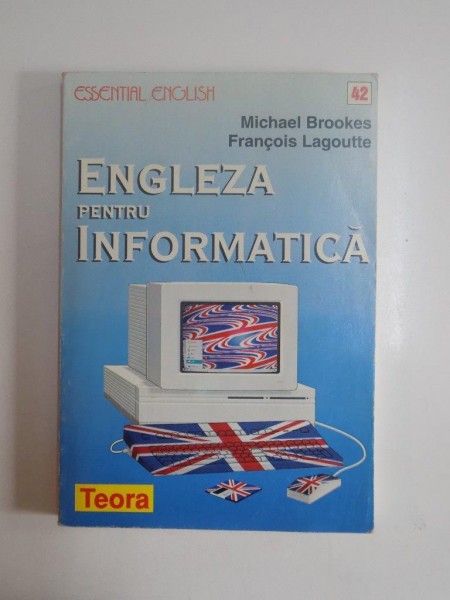 ESSENTIAL ENGLISH
42
Michael Brookes
François Lagoutte
ENGLEZA
PENTRU
INFORMATICĂ
Teora